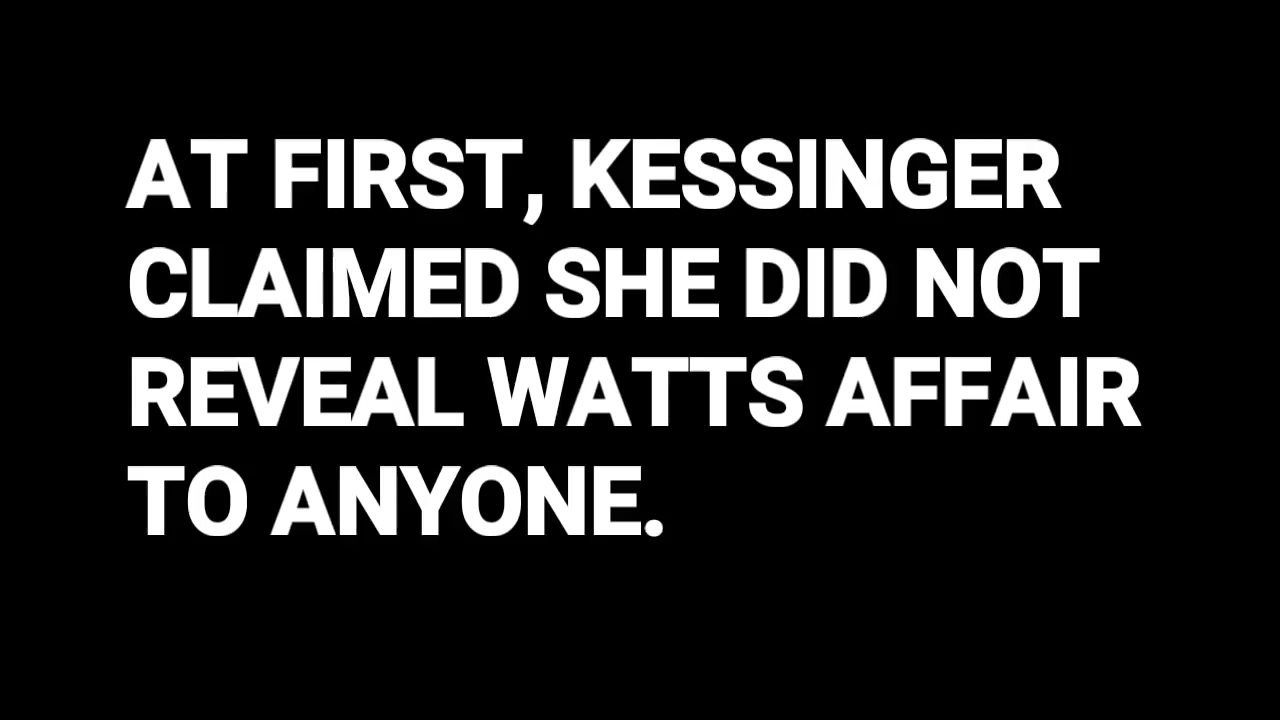 AT FIRST, KESSINGER
CLAIMED SHE DID NOT
REVEAL WATTS AFFAIR
TO ANYONE.